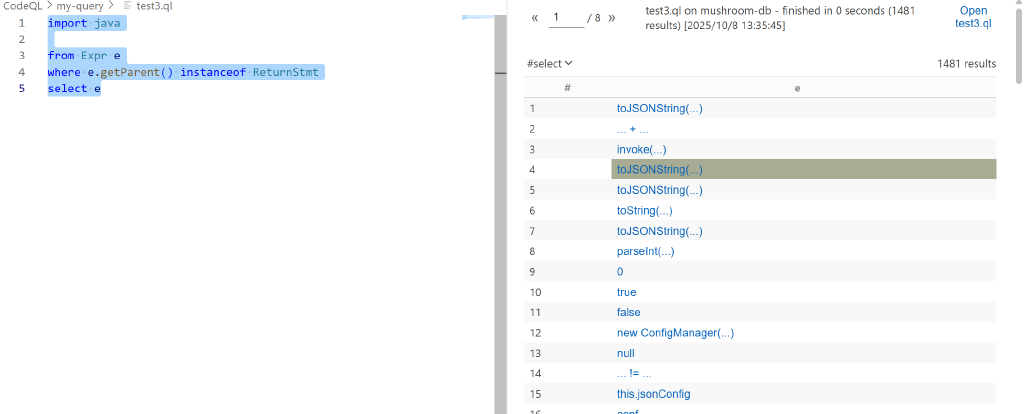 CodeQL > my-query > test3.ql
1 import java
2
3 from Expr e
4 where e.getParent() instanceof ReturnStmt
5 select e
« 1 / 8 »
test3.ql on mushroom-db - finished in 0 seconds (1481
results) [2025/10/8 13:35:45]
Open
test3.ql
#select
1481 results
# e
1 toJSONString(...)
2 ... + ...
3 invoke(...)
4 toJSONString(...)
5 toJSONString(...)
6 toString(...)
7 toJSONString(...)
8 parseInt(...)
9 0
10 true
11 false
12 new ConfigManager(...)
13 null
14 ... != ...
15 this.jsonConfig
16 conf